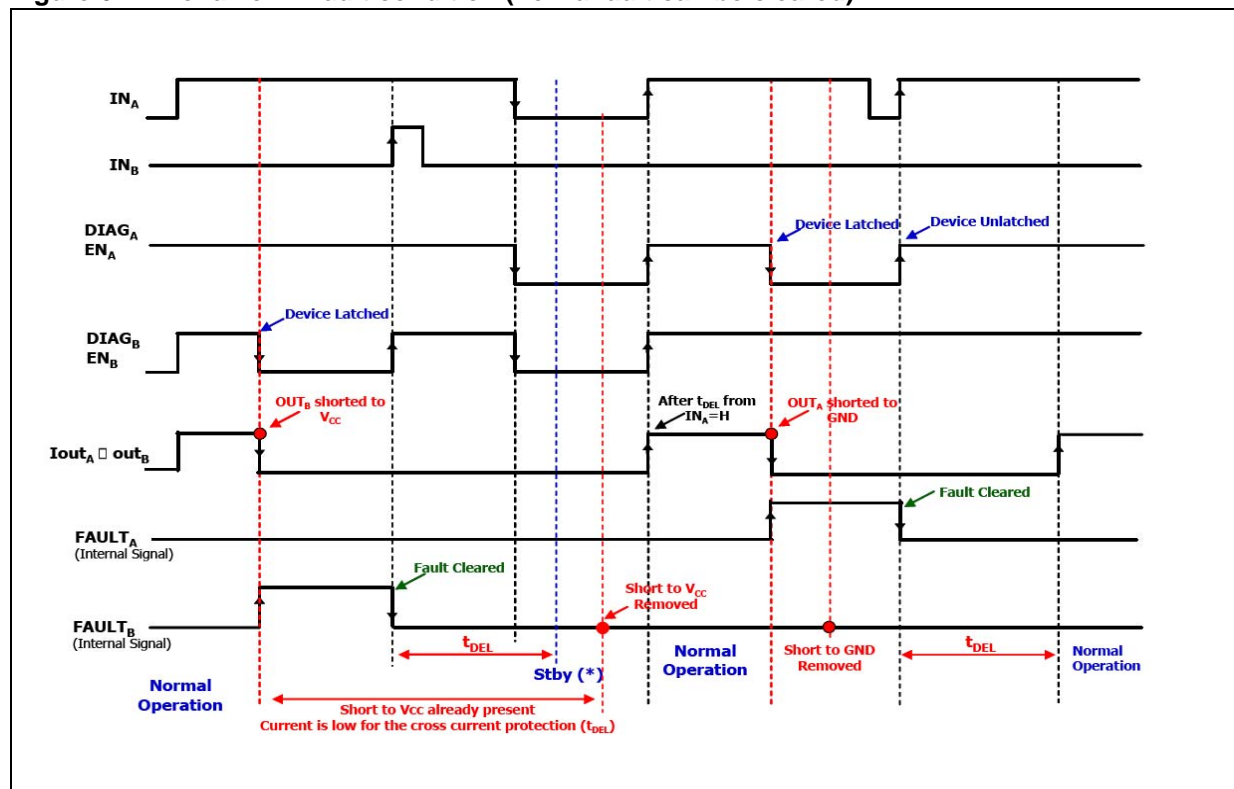 IN_A
IN_B
DIAG_A
EN_A
Device Latched
Device Unlatched
DIAG_B
EN_B
Device Latched
OUT_B shorted to
V_CC
After t_DEL from
IN_A=H
OUT_A shorted to
GND
Iout_A □ out_B
FAULT_A
(Internal Signal)
Fault Cleared
Fault Cleared
FAULT_B
(Internal Signal)
Short to V_CC
Removed
t_DEL
Stby (*)
Normal
Operation
Short to GND
Removed
t_DEL
Normal
Operation
Normal
Operation
Short to Vcc already present
Current is low for the cross current protection (t_DEL)